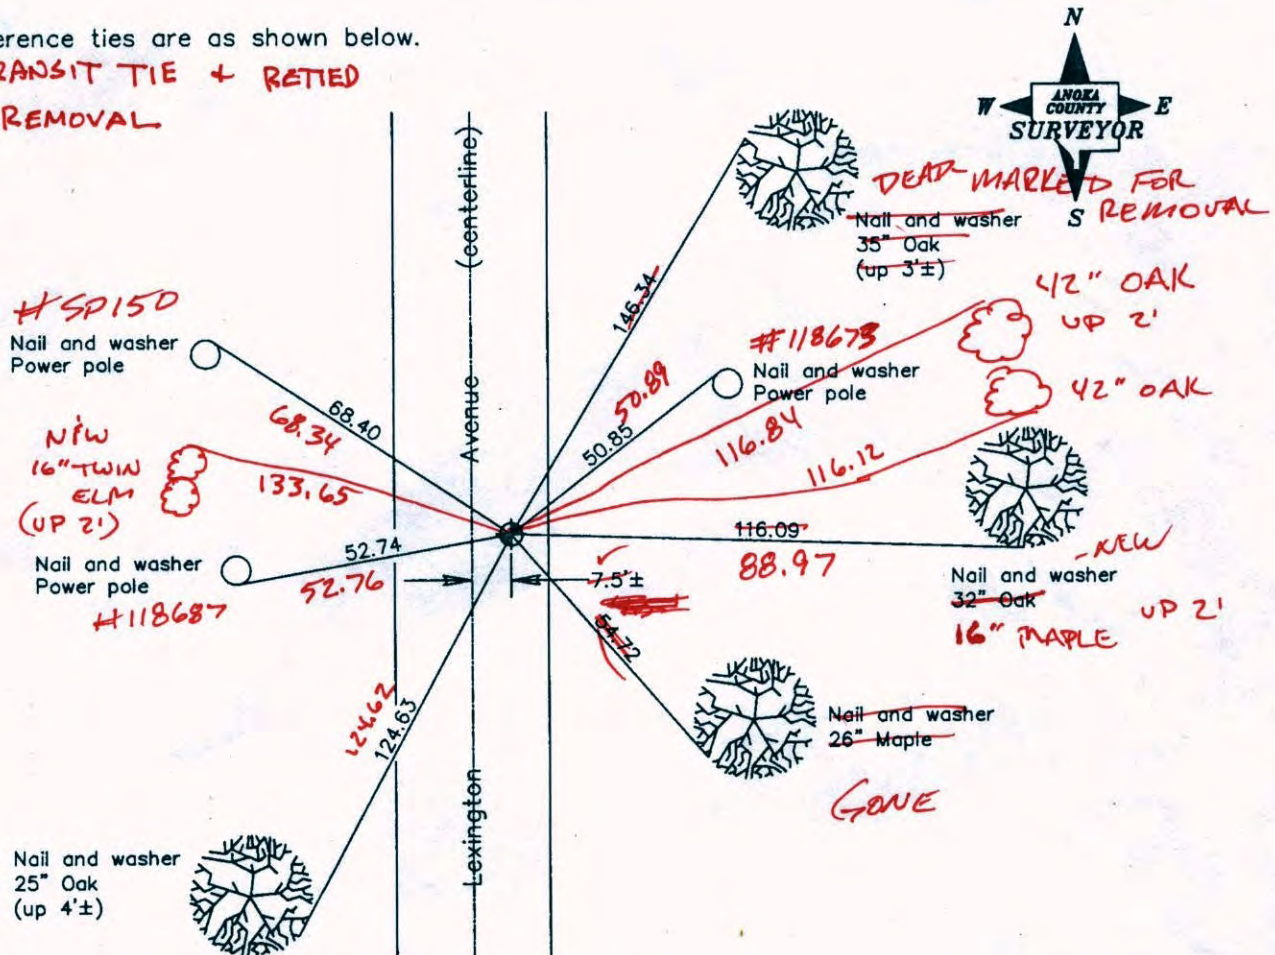 erence ties are as shown below.
RANSIT TIE + RETIED
REMOVAL
N
W
ANOKA
COUNTY
E
SURVEYOR
S
DEAD MARKED FOR
REMOVAL
Nail and washer
35" Oak
(up 3'±)
(centerline)
146.34
42" OAK
UP 2'
#SP150
Nail and washer
Power pole
#118673
Nail and washer
Power pole
42" OAK
68.40
68.34
Avenue
50.89
50.85
116.84
116.12
NEW
16" TWIN
ELM
(UP 2')
133.65
116.09
88.97
Nail and washer
Power pole
#118687
52.74
52.76
7.5'±
-NEW
Nail and washer
32" Oak
16" MAPLE
UP 2'
54.72
Nail and washer
26" Maple
GONE
124.62
124.63
Lexington
Nail and washer
25" Oak
(up 4'±)